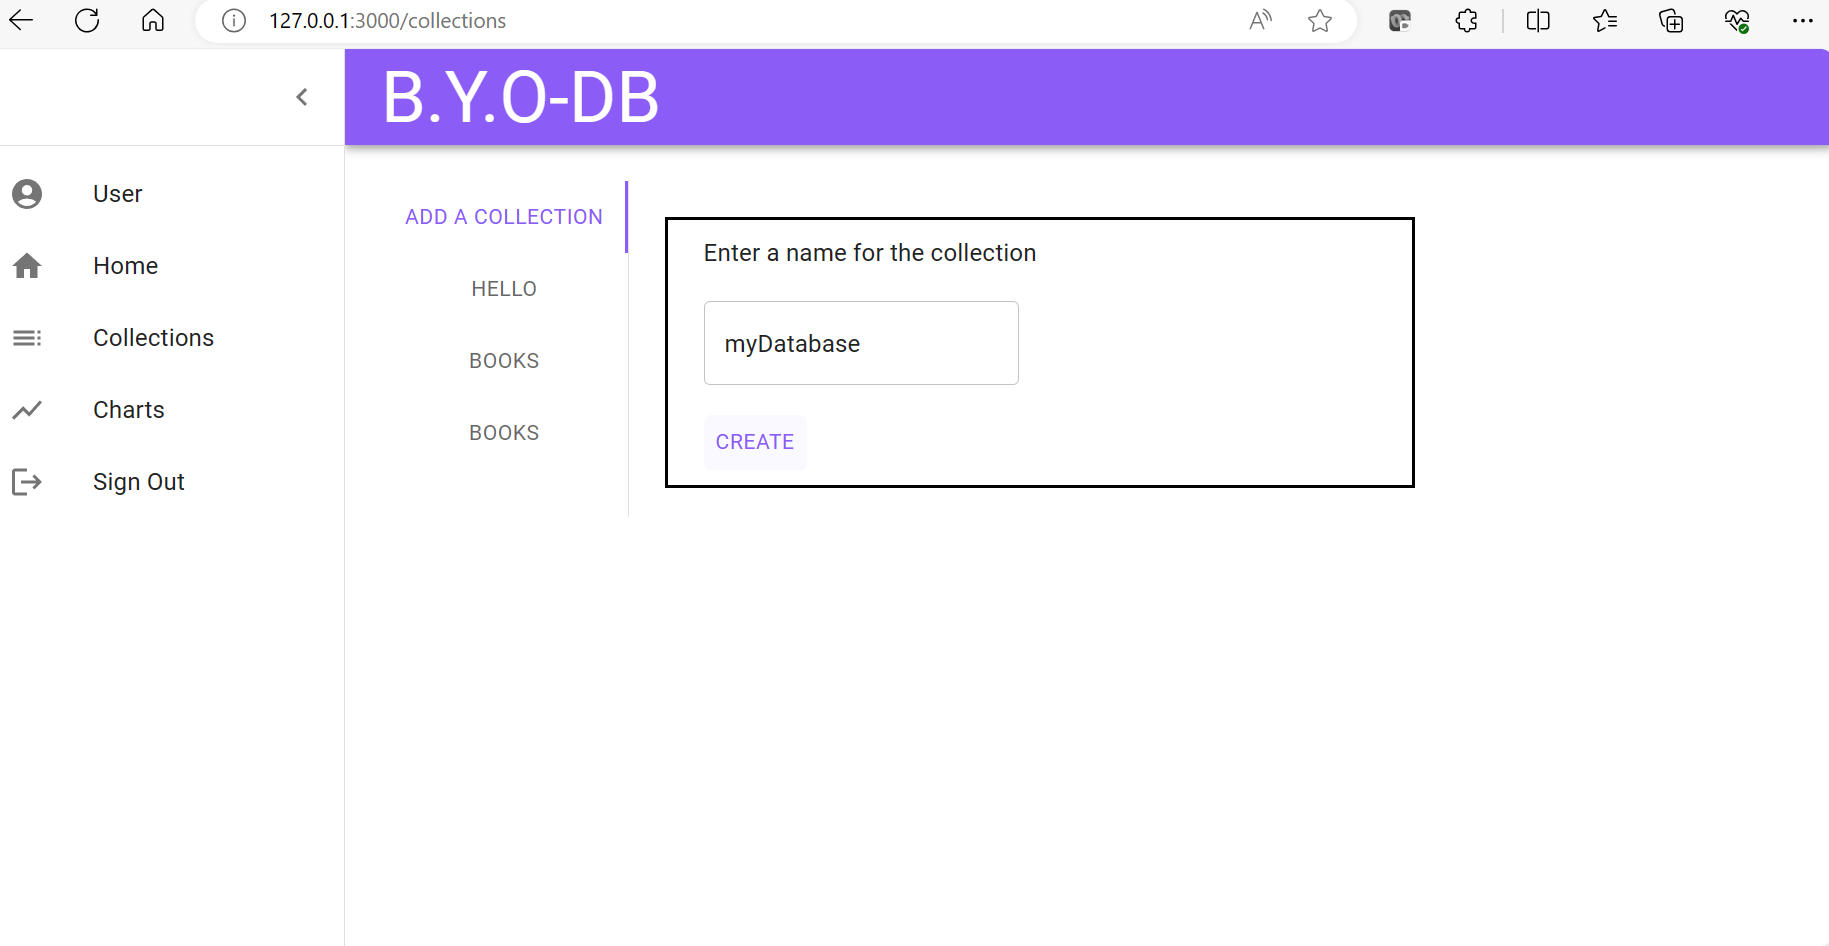 127.0.0.1:3000/collections
B.Y.O-DB
User
Home
Collections
Charts
Sign Out
ADD A COLLECTION
HELLO
BOOKS
BOOKS
Enter a name for the collection
myDatabase
CREATE